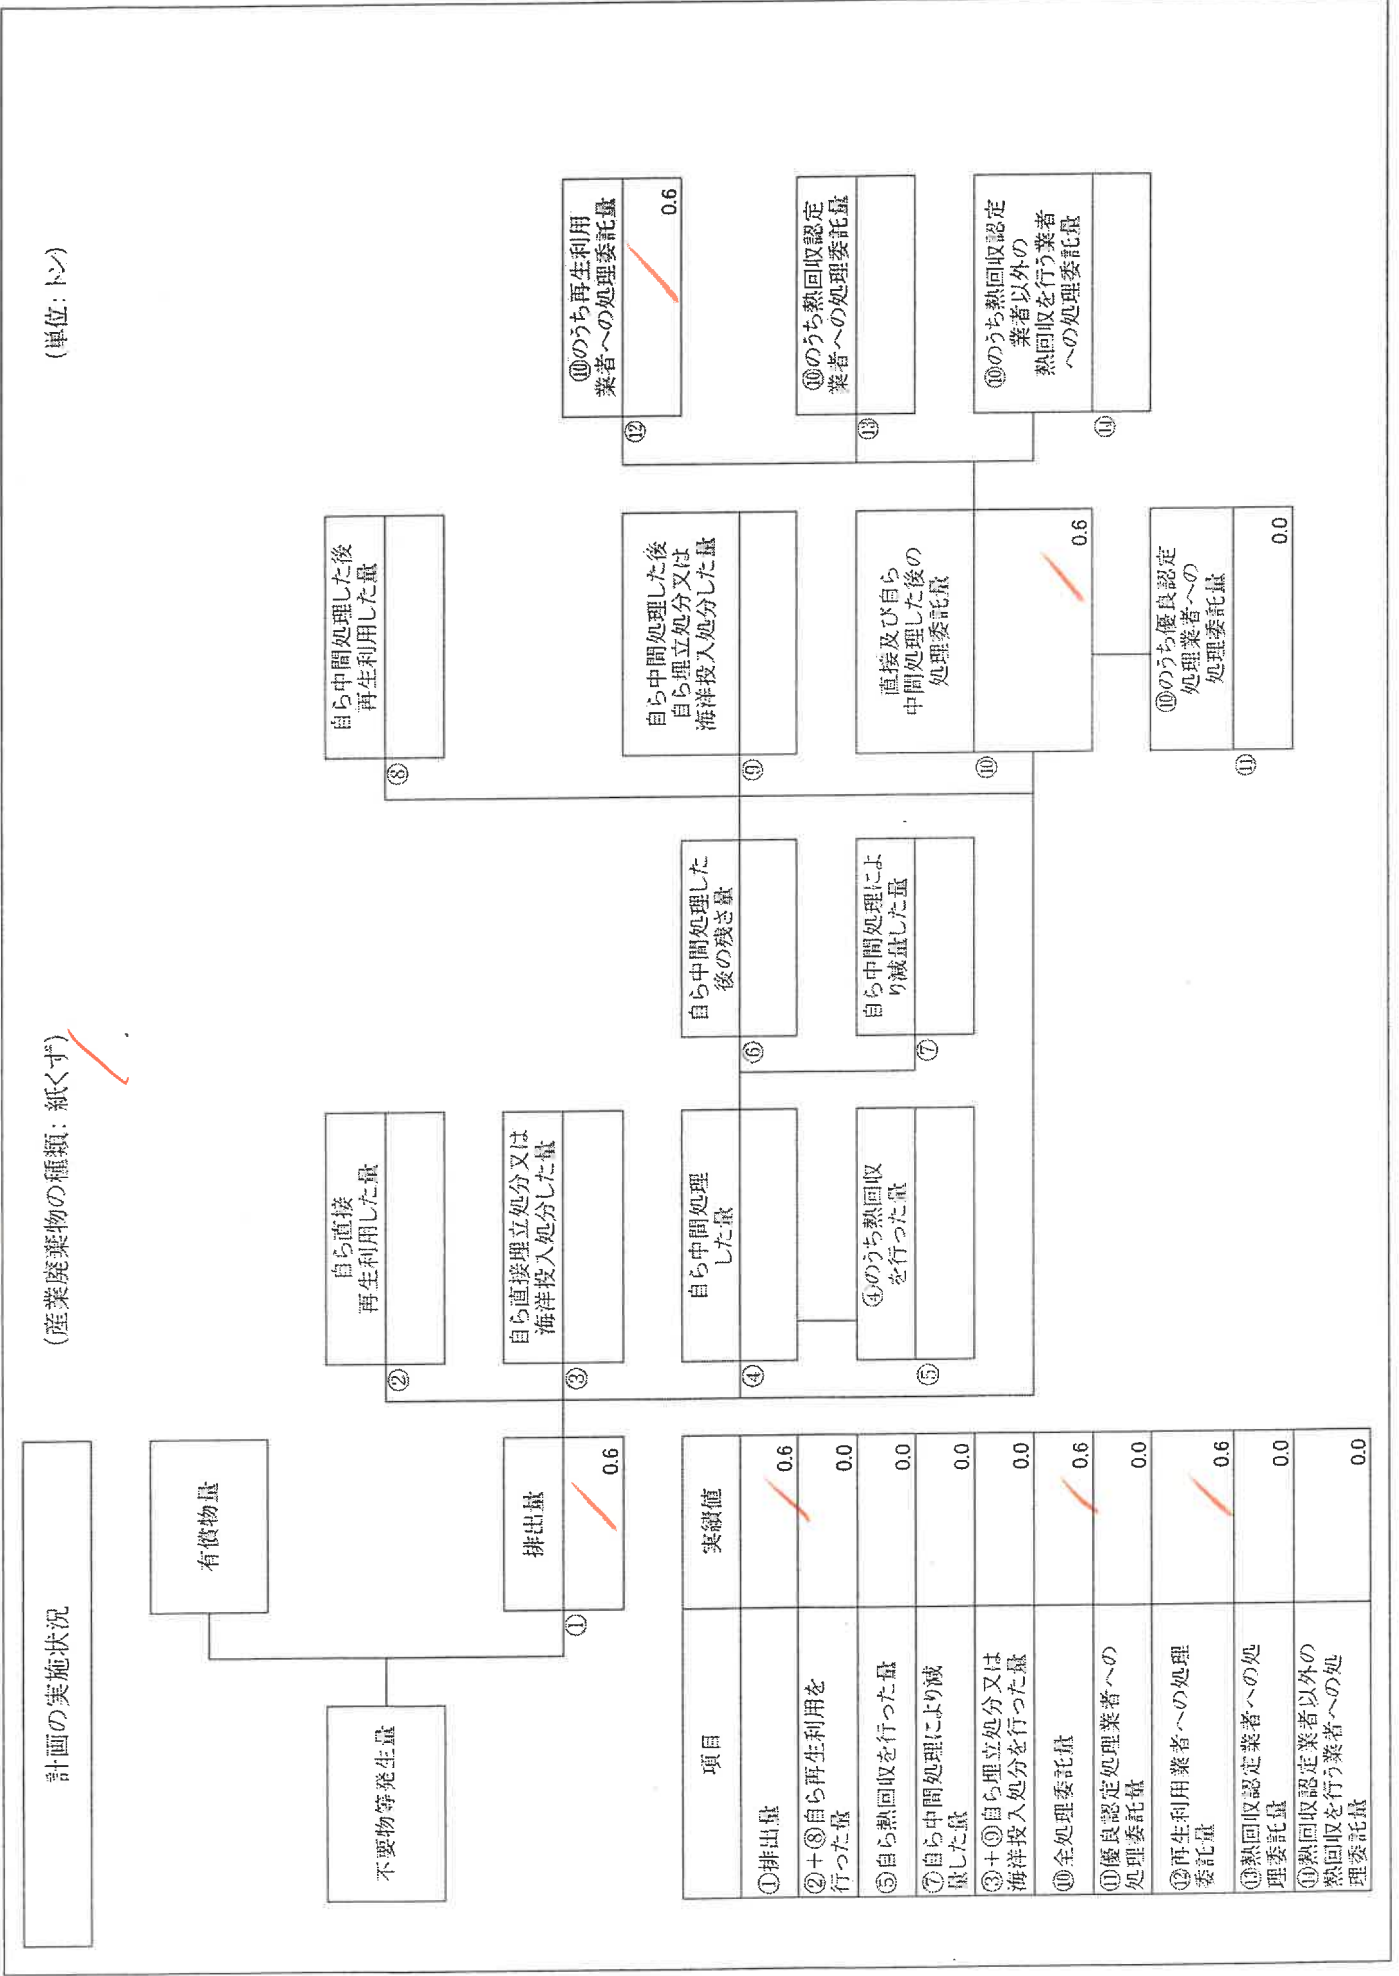 計画の実施状況
(産業廃棄物の種類: 紙くず)
(単位: トン)
不要物等発生量
有償物量
①
排出量
0.6
②
自ら直接
再生利用した量
③
自ら直接埋立処分又は
海洋投入処分した量
④
自ら中間処理
した量
⑤
④のうち熱回収
を行った量
⑥
自ら中間処理した
後の残さ量
⑦
自ら中間処理によ
り減量した量
⑧
自ら中間処理した後
再生利用した量
⑨
自ら中間処理した後
自ら埋立処分又は
海洋投入処分した量
⑩
直接及び自ら
中間処理した後の
処理委託量
0.6
⑪
⑩のうち優良認定
処理業者への
処理委託量
0.0
⑫
⑩のうち再生利用
業者への処理委託量
0.6
⑬
⑩のうち熱回収認定
業者への処理委託量
⑭
⑩のうち熱回収認定
業者以外の
熱回収を行う業者
への処理委託量
項目 実績値
①排出量 0.6
②+⑧自ら再生利用を
行った量 0.0
⑤自ら熱回収を行った量 0.0
⑦自ら中間処理により減
量した量 0.0
③+⑨自ら埋立処分又は
海洋投入処分を行った量 0.0
⑩全処理委託量 0.6
⑪優良認定処理業者への
処理委託量 0.0
⑫再生利用業者への処理
委託量 0.6
⑬熱回収認定業者への処
理委託量 0.0
⑭熱回収認定業者以外の
熱回収を行う業者への処
理委託量 0.0